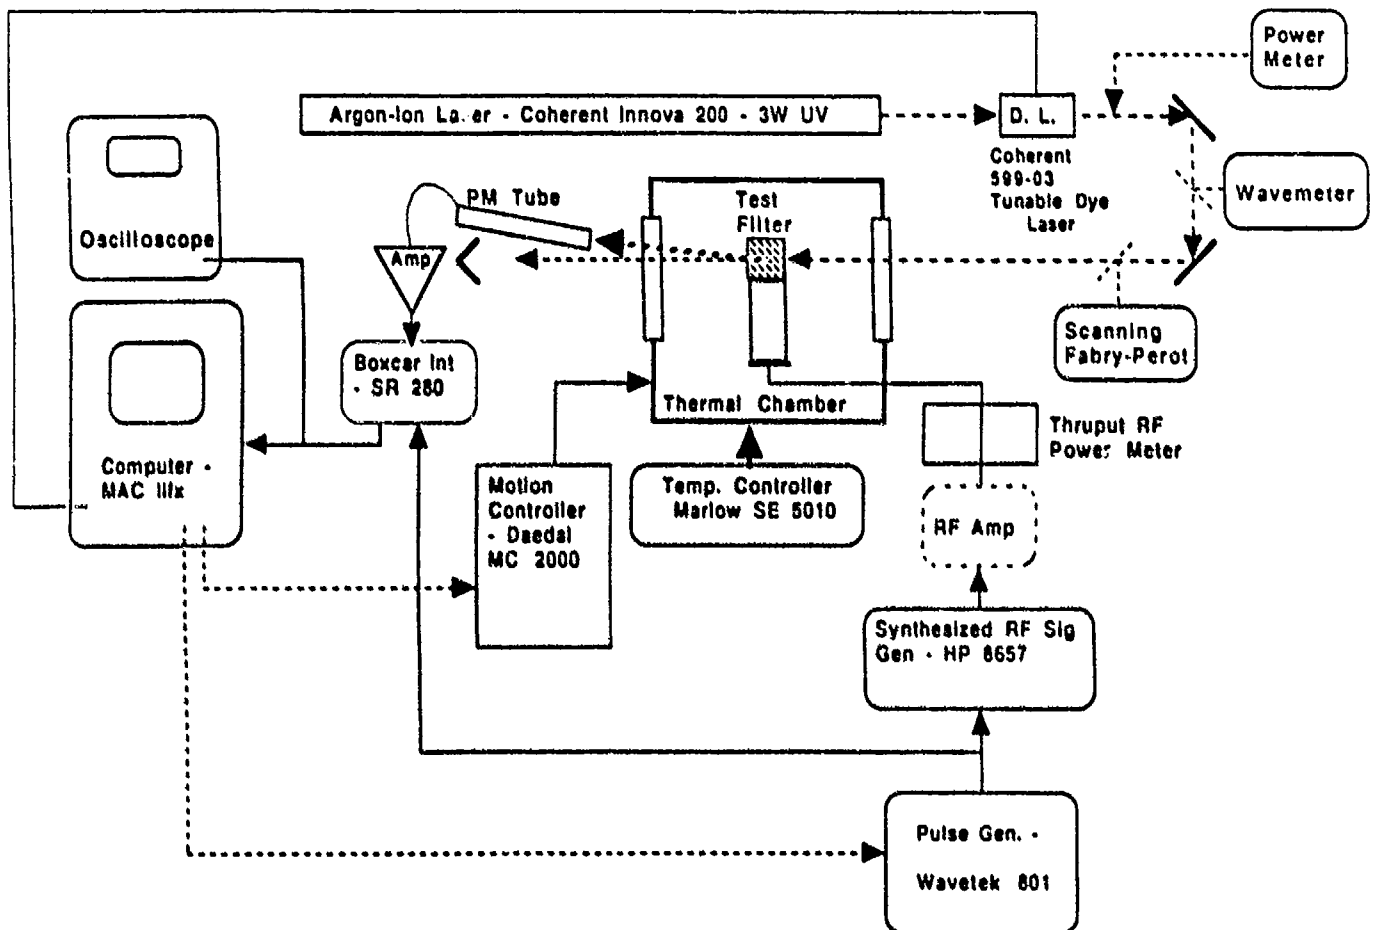 Power
Meter
Argon-Ion La. er - Coherent Innova 200 - 3W UV
D. L.
Coherent
599-03
Tunable Dye
Laser
Wavemeter
PM Tube
Test
Filter
Oscilloscope
Amp
Scanning
Fabry-Perot
Boxcar Int
- SR 280
Thermal Chamber
Thruput RF
Power Meter
Computer -
MAC IIfx
Motion
Controller
- Daedal
MC 2000
Temp. Controller
Marlow SE 5010
RF Amp
Synthesized RF Sig
Gen - HP 8657
Pulse Gen. -
Wavetek 801